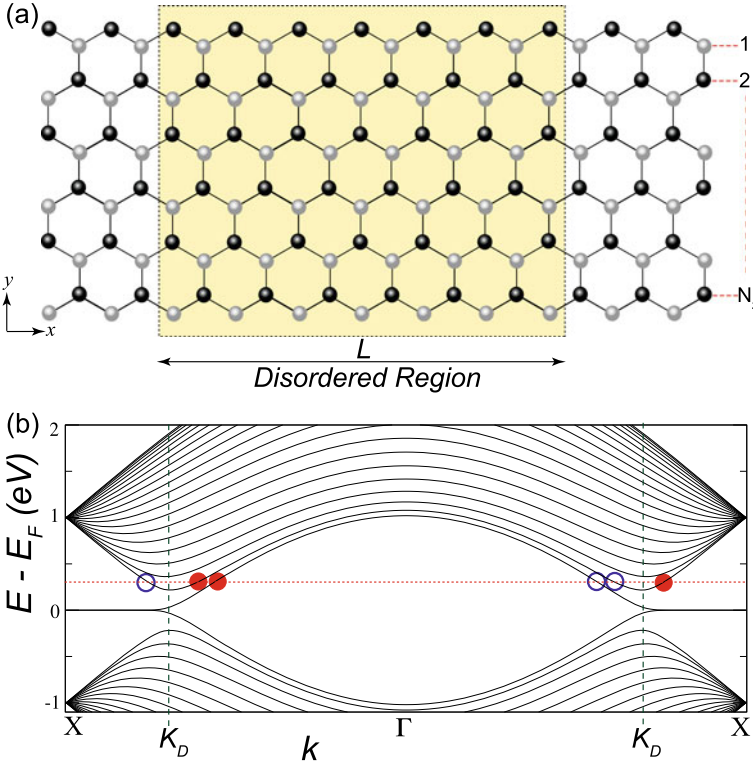 (a)
1
2
N
y
x
L
Disordered Region
(b)
2
1
0
-1
E - E_F (eV)
X K_D Γ K_D X
k